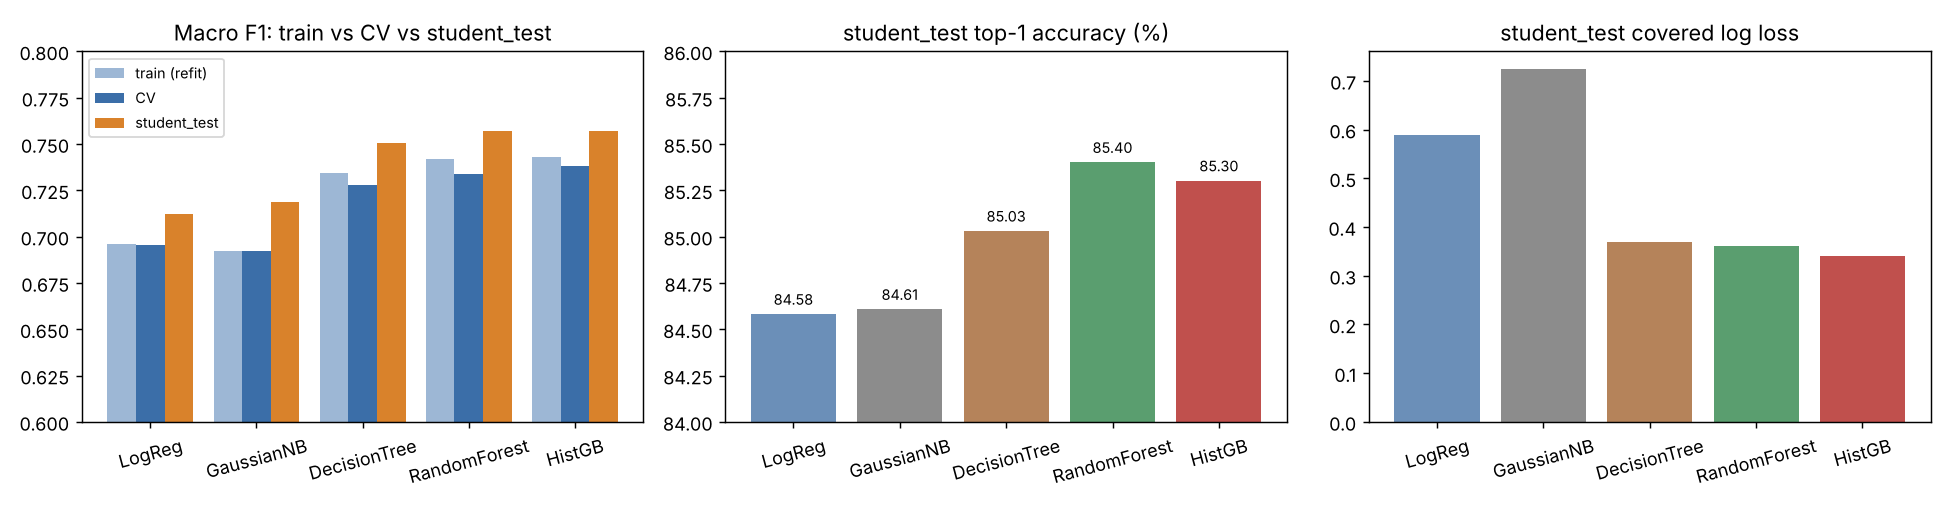 Macro F1: train vs CV vs student_test
0.800
0.775
0.750
0.725
0.700
0.675
0.650
0.625
0.600
train (refit)
CV
student_test
LogReg
GaussianNB
DecisionTree
RandomForest
HistGB
student_test top-1 accuracy (%)
86.00
85.75
85.50
85.25
85.00
84.75
84.50
84.25
84.00
84.58
84.61
85.03
85.40
85.30
LogReg
GaussianNB
DecisionTree
RandomForest
HistGB
student_test covered log loss
0.7
0.6
0.5
0.4
0.3
0.2
0.1
0.0
LogReg
GaussianNB
DecisionTree
RandomForest
HistGB